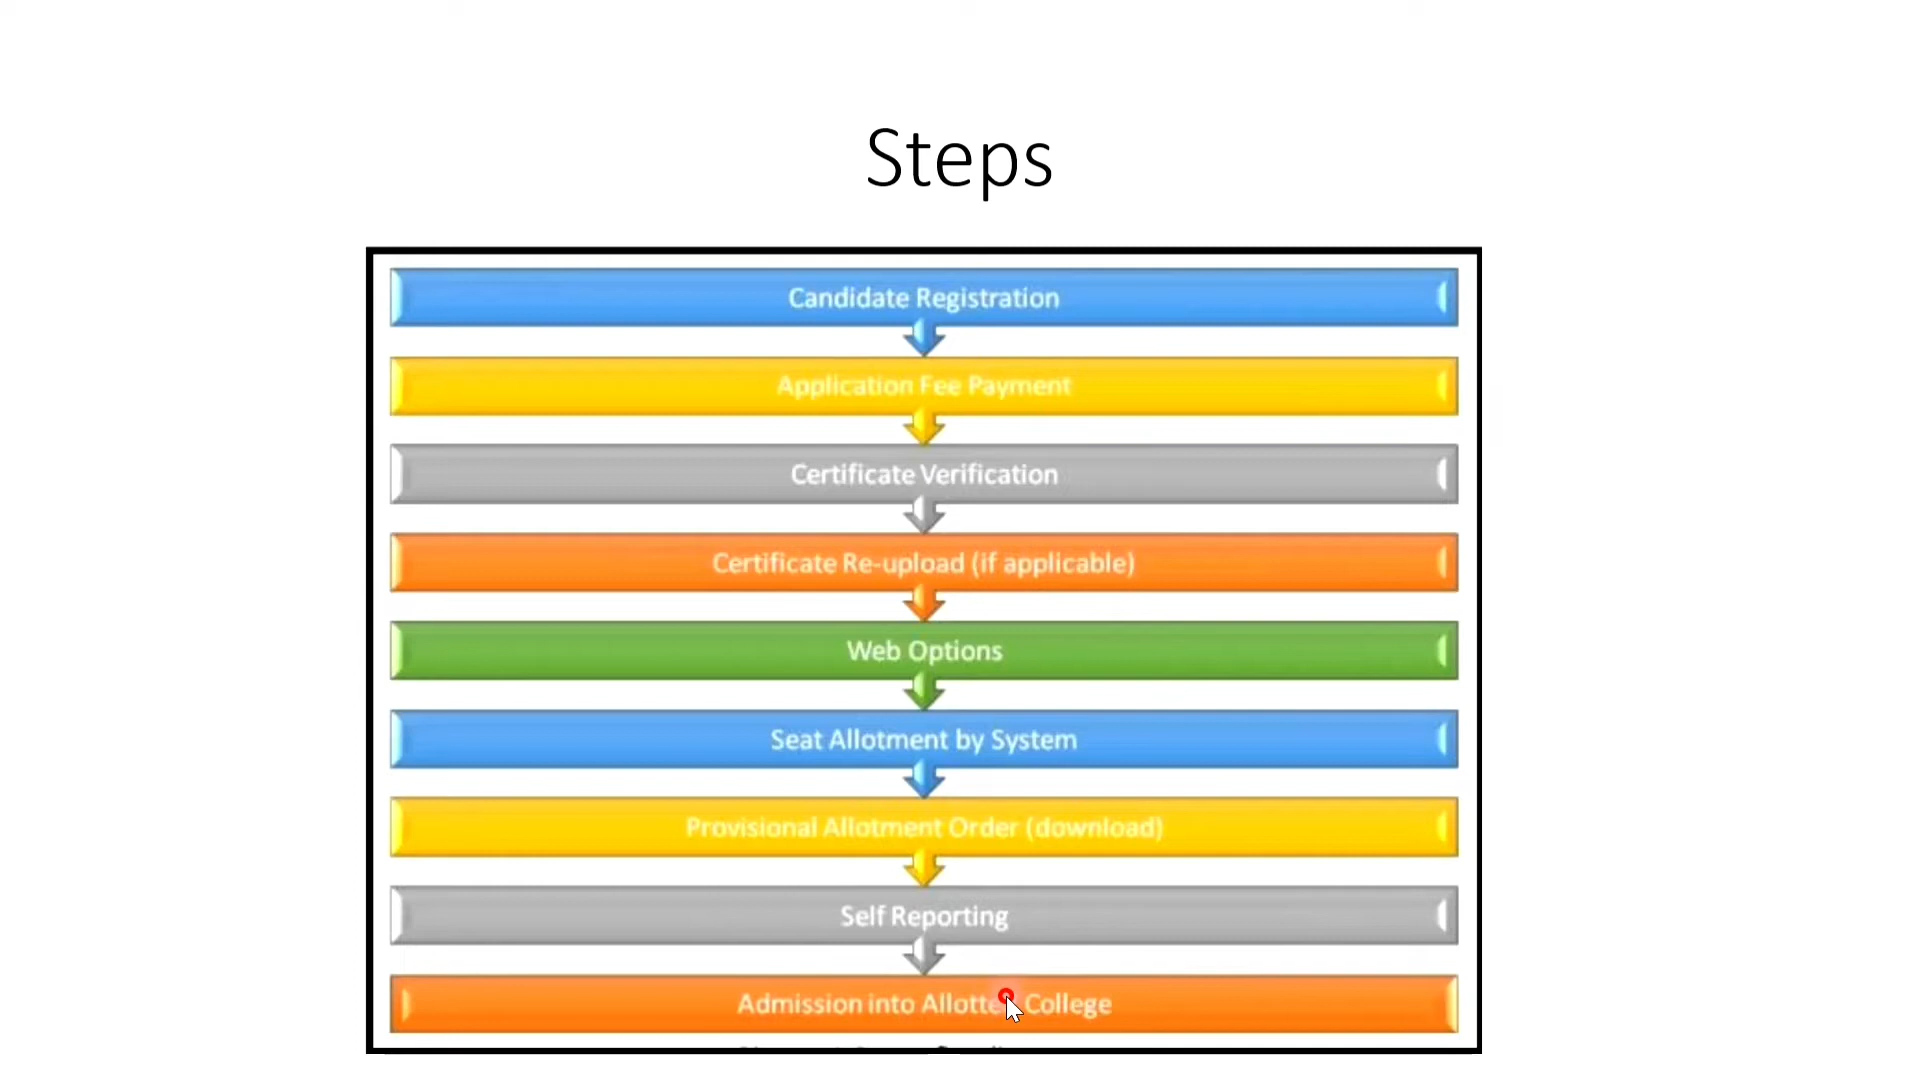 Steps
Candidate Registration
Application Fee Payment
Certificate Verification
Certificate Re-upload (if applicable)
Web Options
Seat Allotment by System
Provisional Allotment Order (download)
Self Reporting
Admission into Allotted College